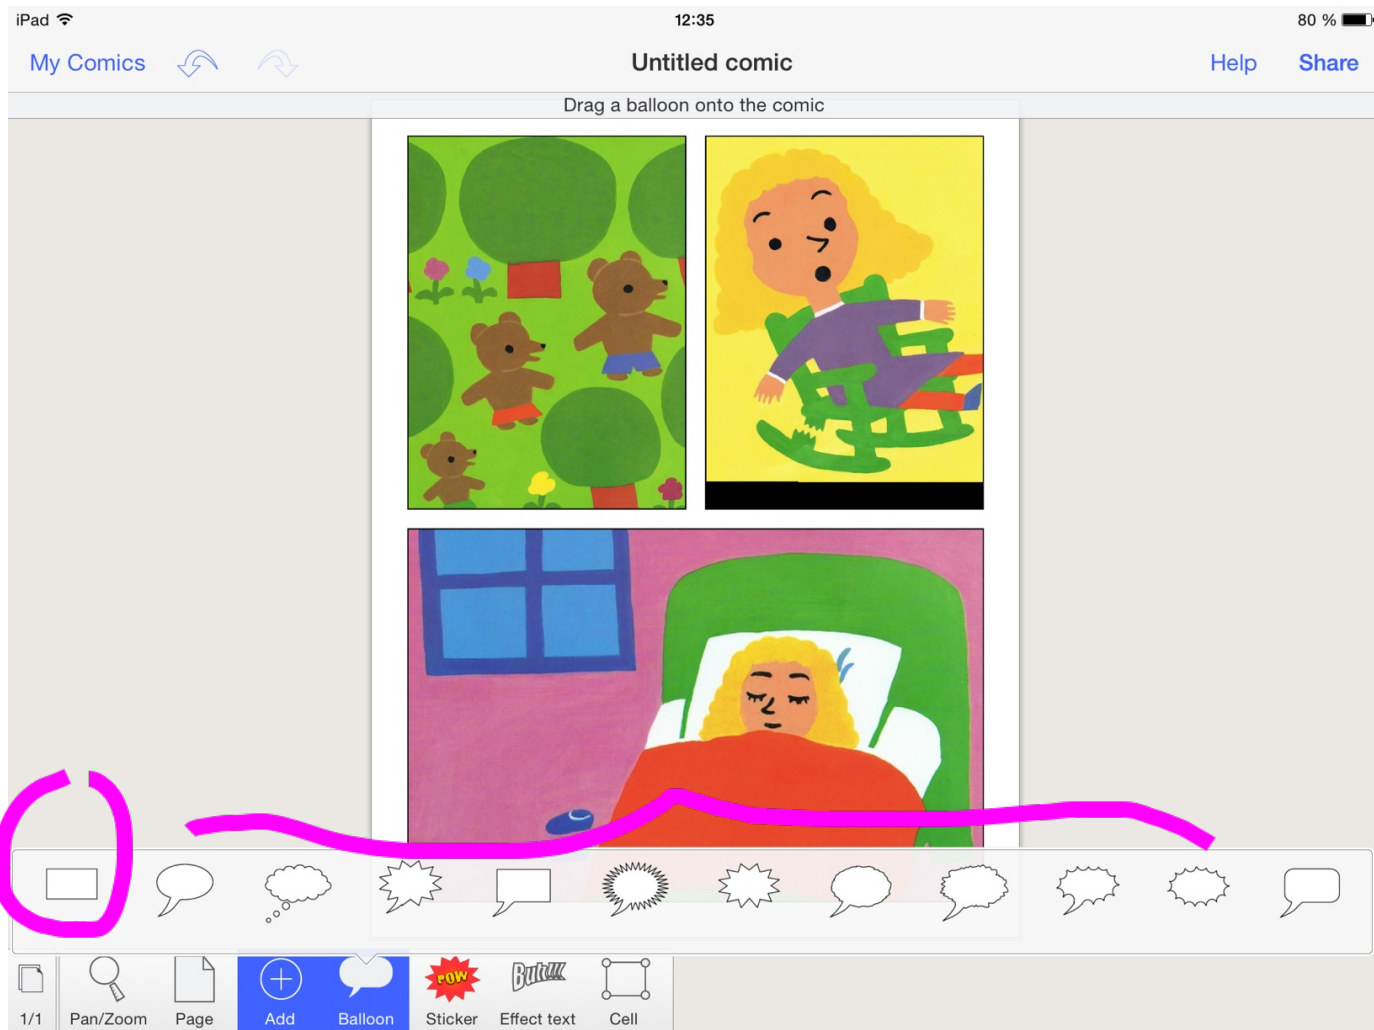 iPad 12:35 80 %
My Comics Untitled comic Help Share
Drag a balloon onto the comic
POW Buh!!!
1/1 Pan/Zoom Page Add Balloon Sticker Effect text Cell